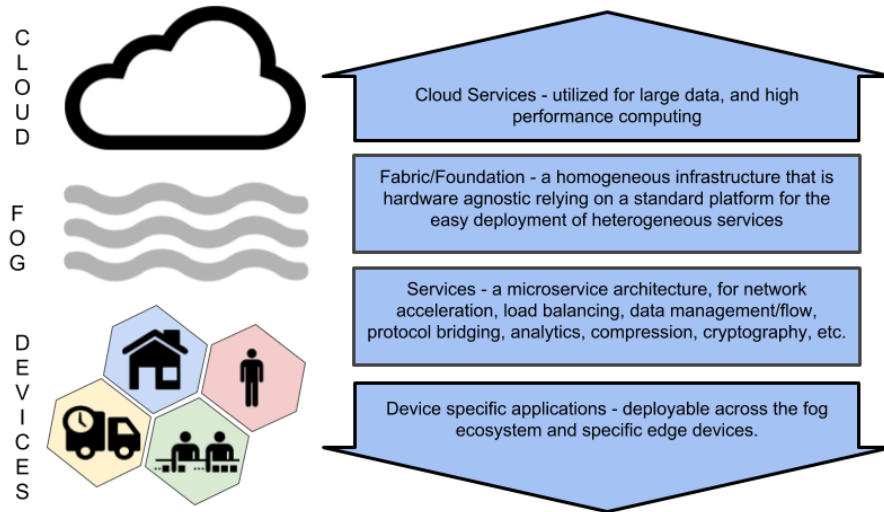 CLOUD
Cloud Services - utilized for large data, and high
performance computing
FOG
Fabric/Foundation - a homogeneous infrastructure that is
hardware agnostic relying on a standard platform for the
easy deployment of heterogeneous services
Services - a microservice architecture, for network
acceleration, load balancing, data management/flow,
protocol bridging, analytics, compression, cryptography, etc.
DEVICES
Device specific applications - deployable across the fog
ecosystem and specific edge devices.